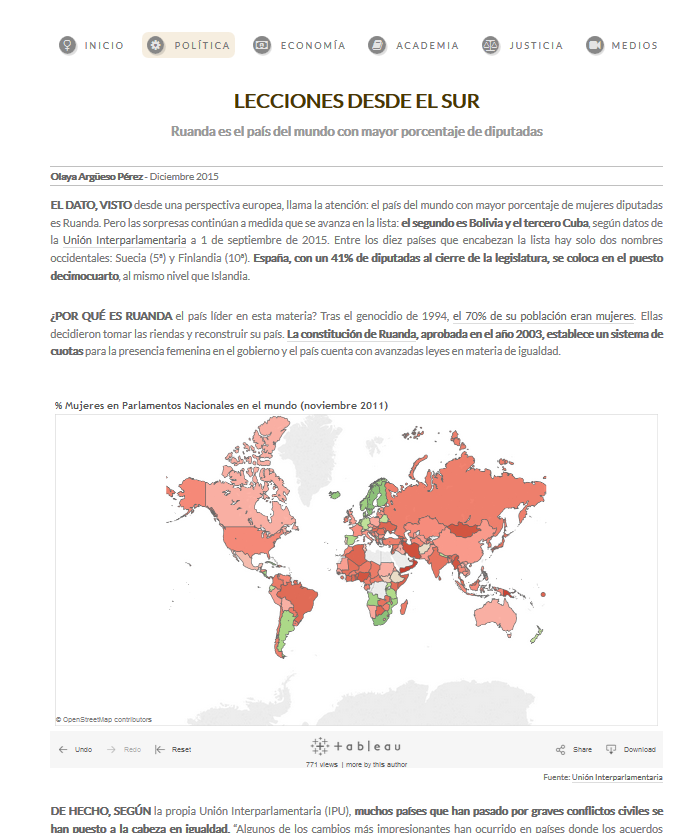 INICIO POLÍTICA ECONOMÍA ACADEMIA JUSTICIA MEDIOS
LECCIONES DESDE EL SUR
Ruanda es el país del mundo con mayor porcentaje de diputadas
Olaya Argüeso Pérez - Diciembre 2015
EL DATO, VISTO desde una perspectiva europea, llama la atención: el país del mundo con mayor porcentaje de mujeres diputadas
es Ruanda. Pero las sorpresas continúan a medida que se avanza en la lista: el segundo es Bolivia y el tercero Cuba, según datos de
la Unión Interparlamentaria a 1 de septiembre de 2015. Entre los diez países que encabezan la lista hay solo dos nombres
occidentales: Suecia (5ª) y Finlandia (10ª). España, con un 41% de diputadas al cierre de la legislatura, se coloca en el puesto
decimocuarto, al mismo nivel que Islandia.
¿POR QUÉ ES RUANDA el país líder en esta materia? Tras el genocidio de 1994, el 70% de su población eran mujeres. Ellas
decidieron tomar las riendas y reconstruir su país. La constitución de Ruanda, aprobada en el año 2003, establece un sistema de
cuotas para la presencia femenina en el gobierno y el país cuenta con avanzadas leyes en materia de igualdad.
% Mujeres en Parlamentos Nacionales en el mundo (noviembre 2011)
© OpenStreetMap contributors
Undo Redo Reset +tableau Share Download
771 views | more by this author
Fuente: Unión Interparlamentaria
DE HECHO, SEGÚN la propia Unión Interparlamentaria (IPU), muchos países que han pasado por graves conflictos civiles se
han puesto a la cabeza en igualdad. "Algunos de los cambios más impresionantes han ocurrido en países donde los acuerdos